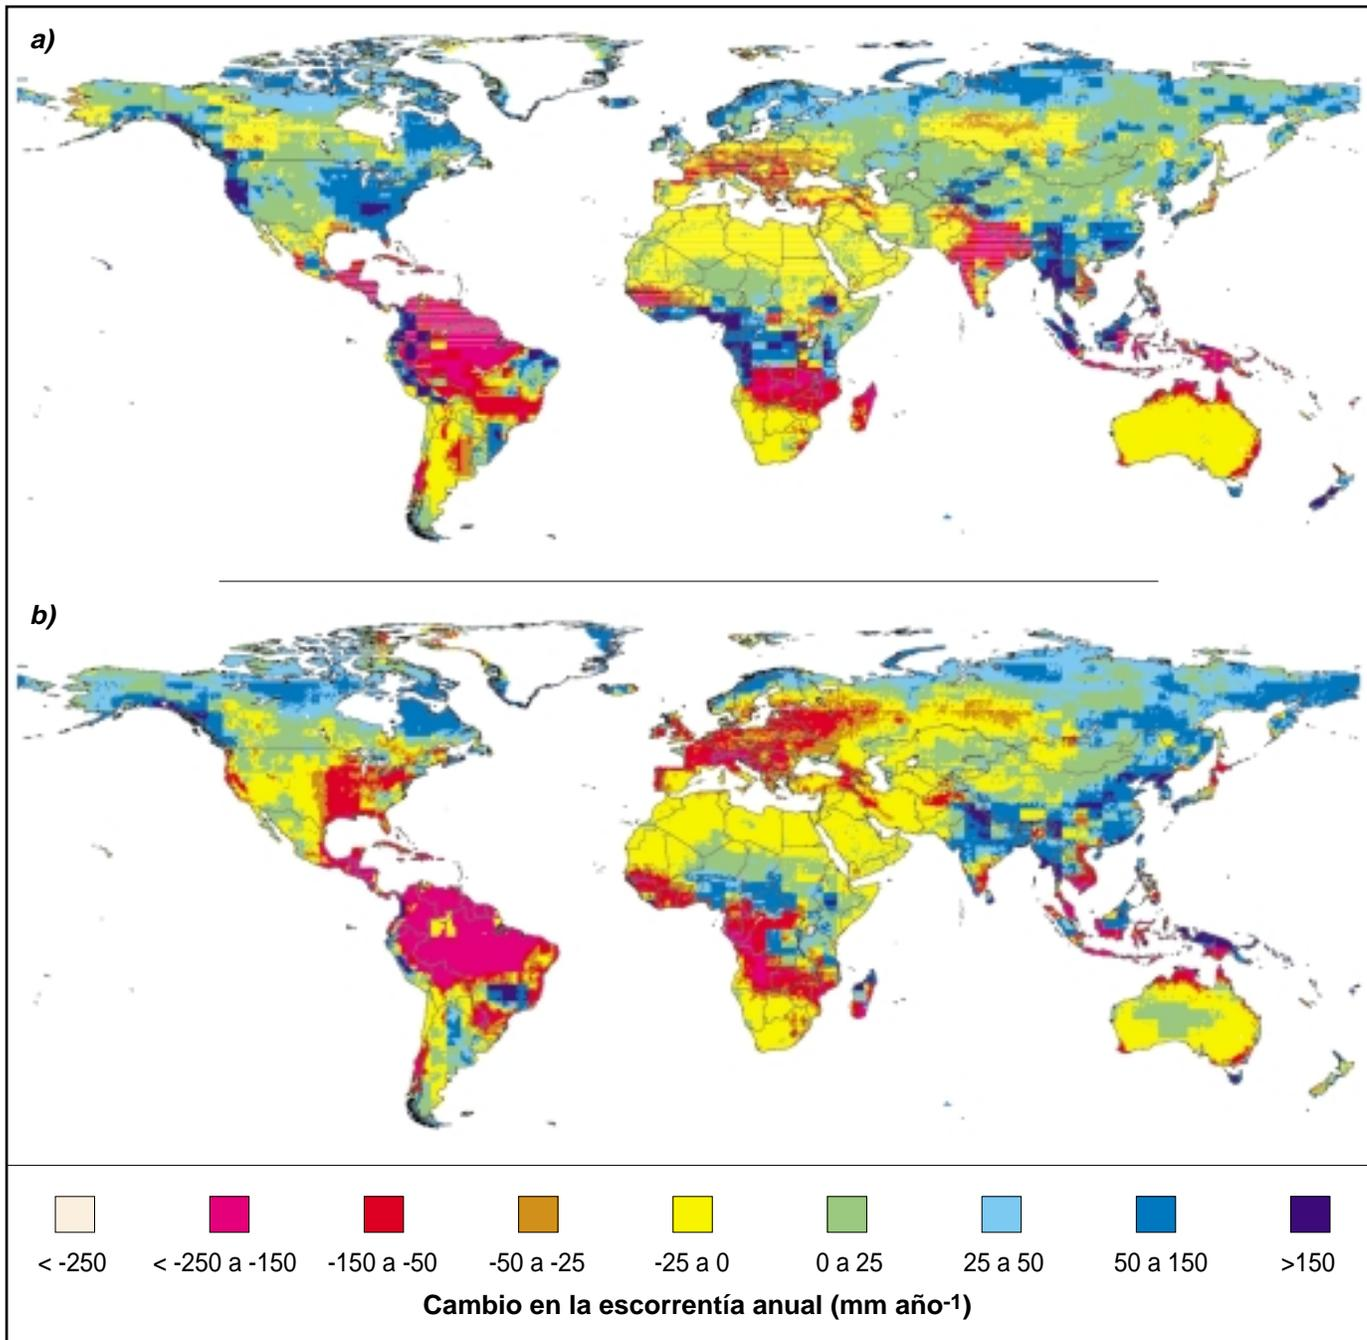 a)
b)
< -250
< -250 a -150
-150 a -50
-50 a -25
-25 a 0
0 a 25
25 a 50
50 a 150
>150
Cambio en la escorrentía anual (mm año-1)